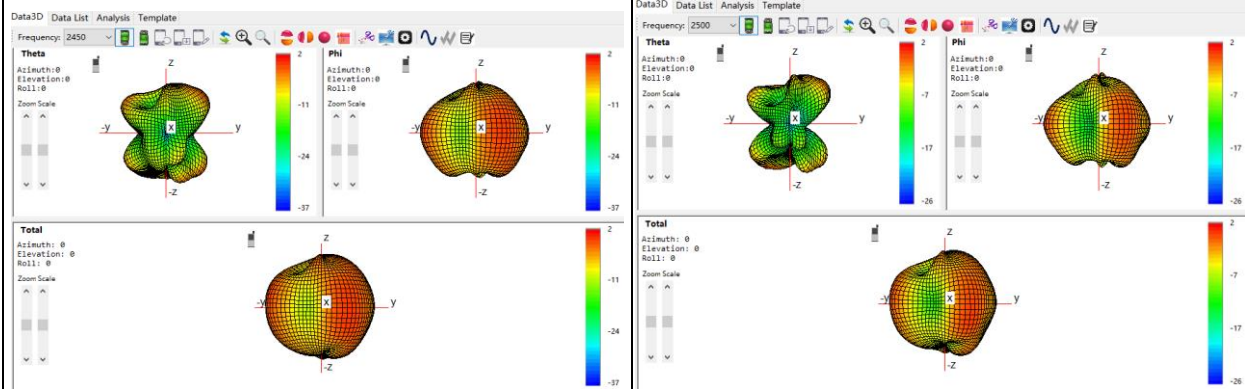 Data3D Data List Analysis Template
Frequency: 2450
Theta
Azimuth:0
Elevation:0
Roll:0
Zoom Scale
z
-y
x
y
-z
2
-11
-24
-37
Phi
Azimuth:0
Elevation:0
Roll:0
Zoom Scale
z
-y
x
y
-z
2
-11
-24
-37
Total
Azimuth: 0
Elevation: 0
Roll: 0
Zoom Scale
z
-y
x
y
-z
2
-11
-24
-37
Data3D Data List Analysis Template
Frequency: 2500
Theta
Azimuth:0
Elevation:0
Roll:0
Zoom Scale
z
-y
x
y
-z
2
-7
-17
-26
Phi
Azimuth:0
Elevation:0
Roll:0
Zoom Scale
z
-y
x
y
-z
2
-7
-17
-26
Total
Azimuth: 0
Elevation: 0
Roll: 0
Zoom Scale
z
-y
x
y
-z
2
-7
-17
-26